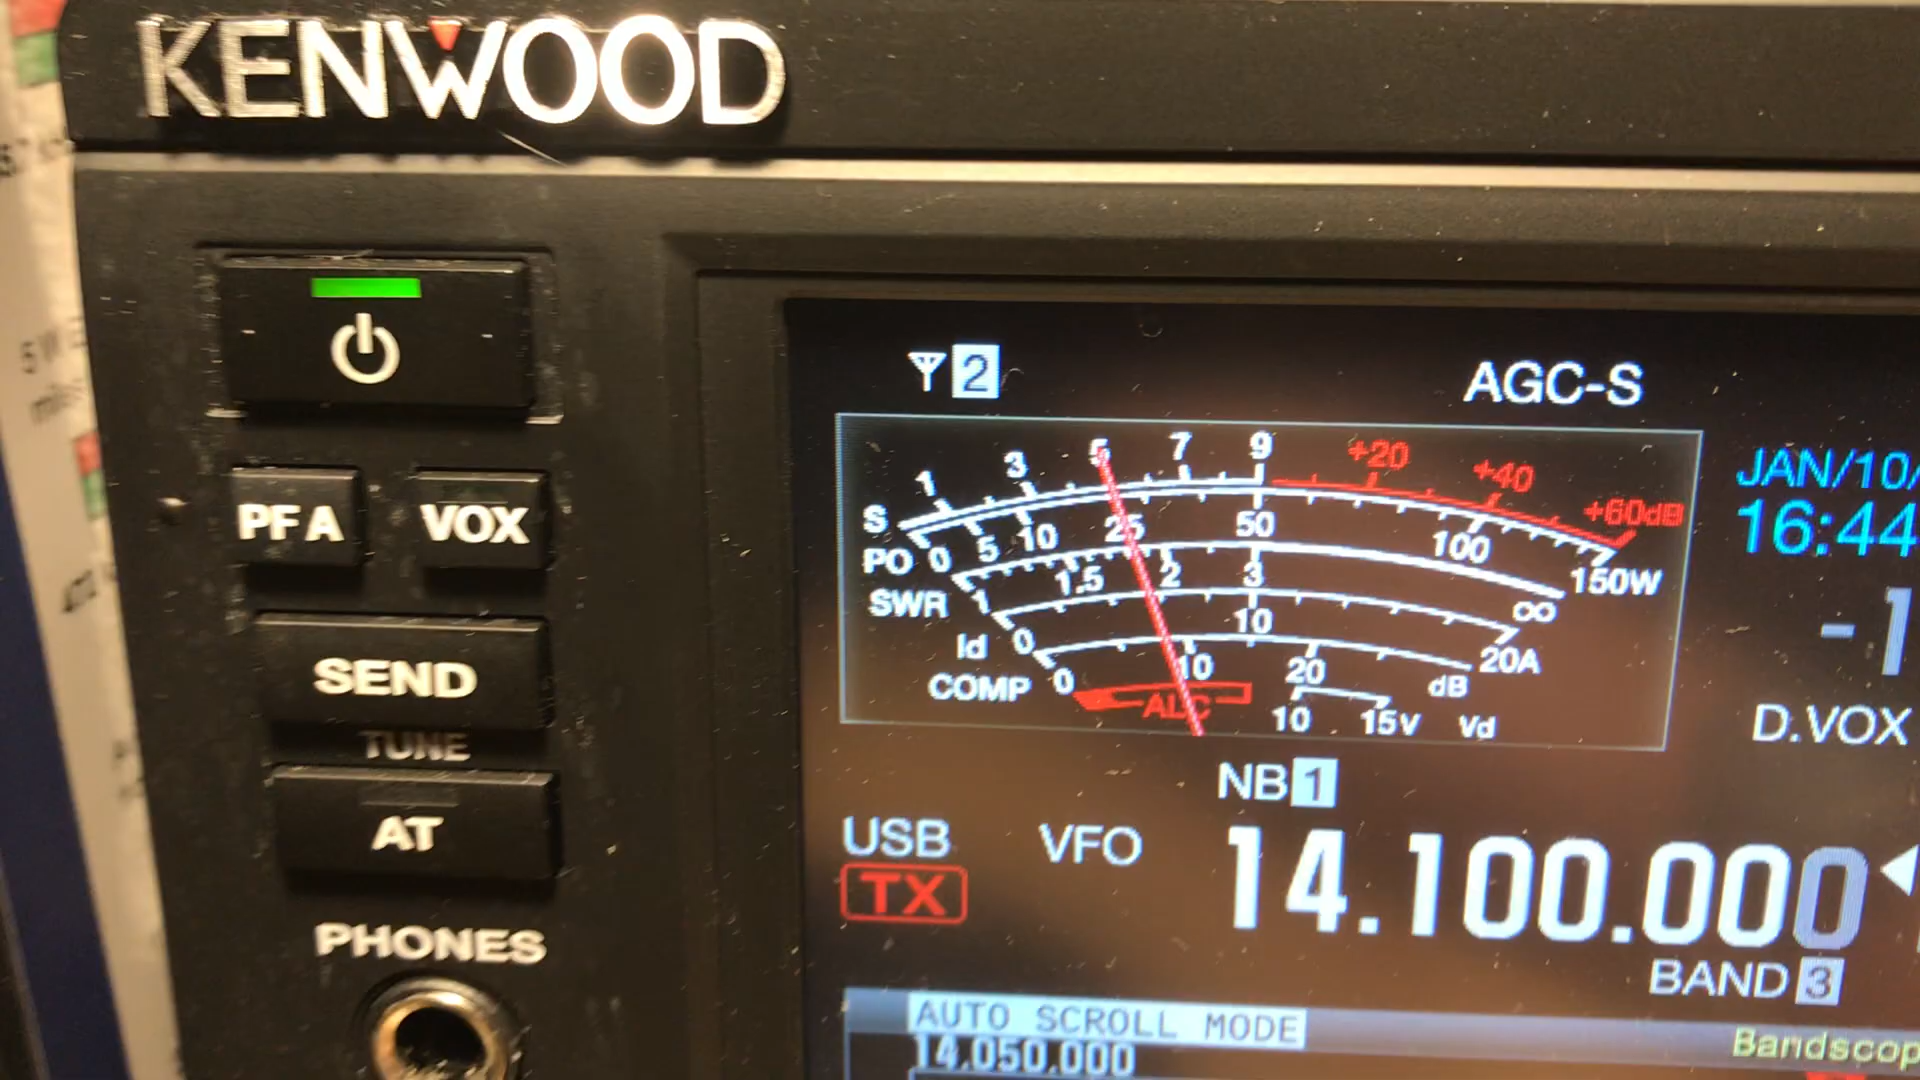 KENWOOD
2
AGC-S
PF A
VOX
SEND
TUNE
AT
PHONES
S 1 3 5 7 9 +20 +40 +60dB
PO 0 5 10 25 50 100 150W
SWR 1 1.5 2 3 ∞
Id 0 10 20A
COMP 0 10 20 dB
ALC
10 15V Vd
JAN/10/
16:44
-1
D.VOX
NB 1
USB VFO 14.100.000
TX
BAND 3
AUTO SCROLL MODE
14.050.000
Bandscop